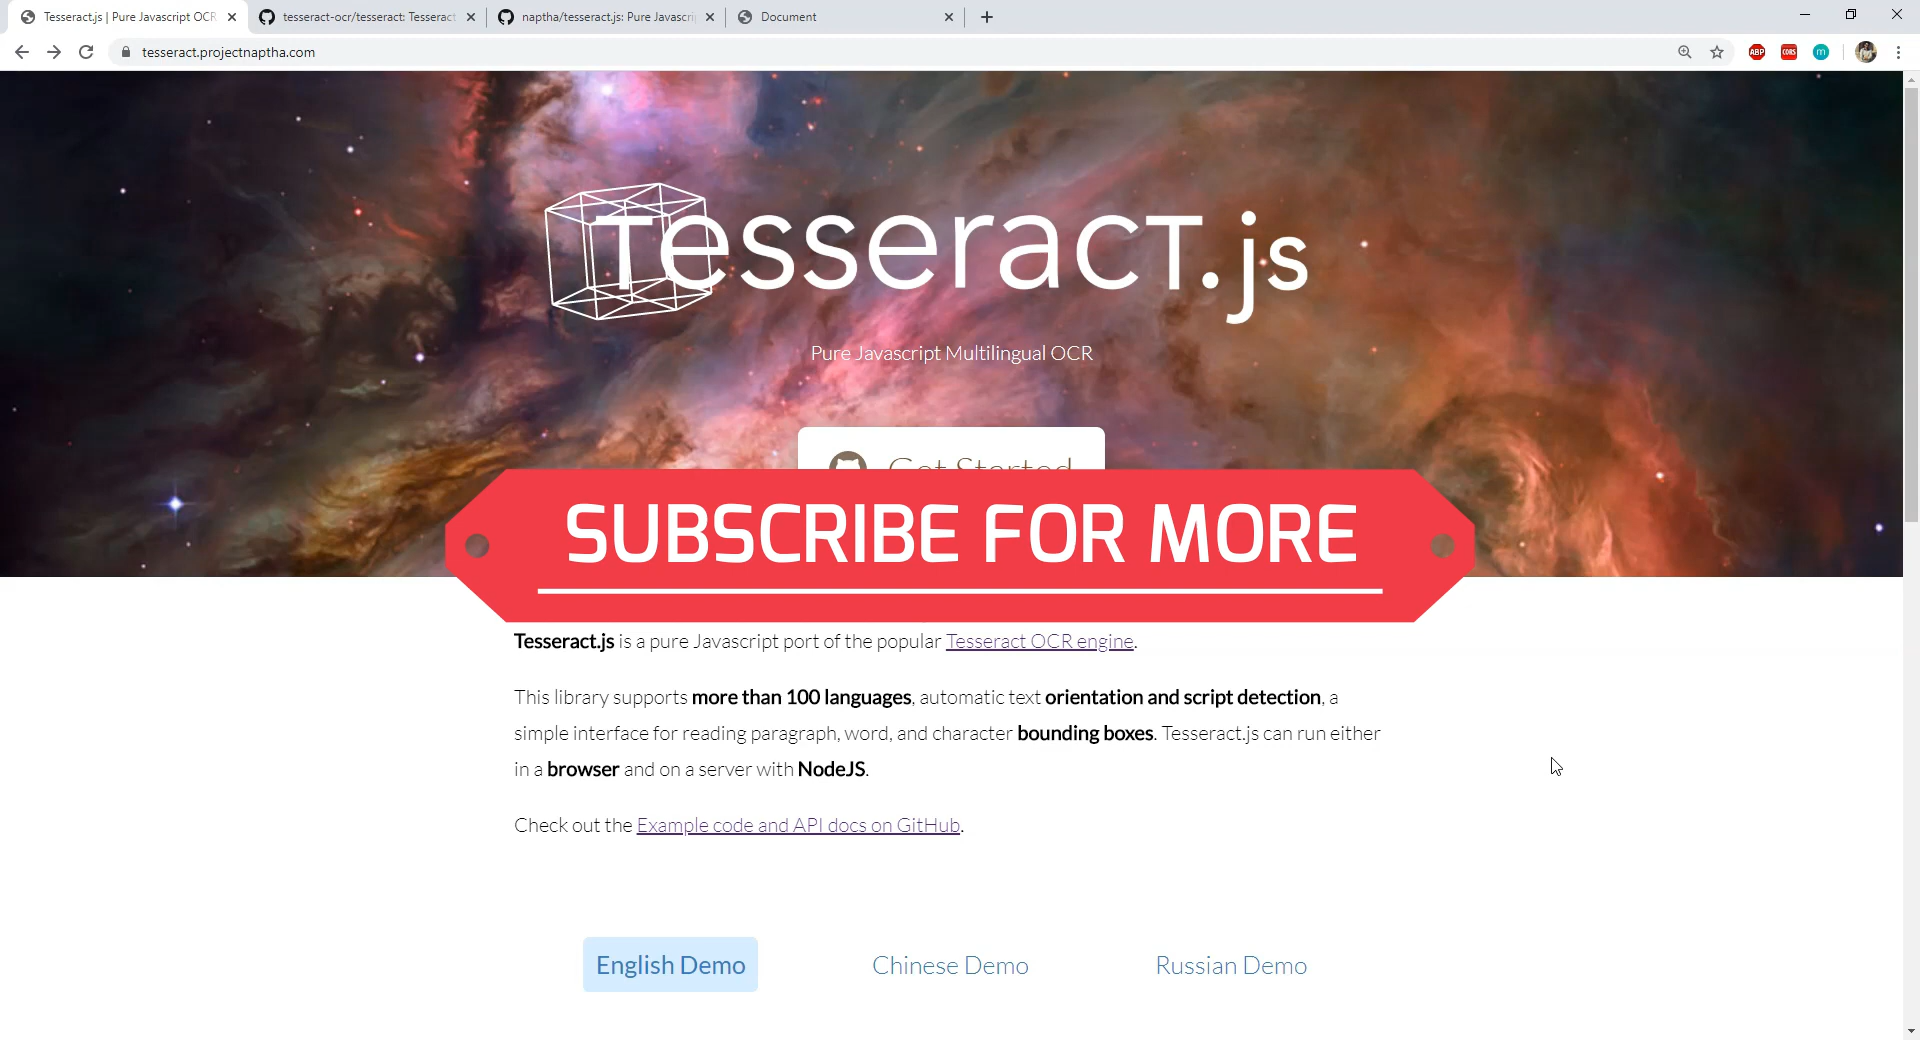 Tesseract.js | Pure Javascript OCR
tesseract-ocr/tesseract: Tesseract
naptha/tesseract.js: Pure Javascri
Document
tesseract.projectnaptha.com
ABP
CORS
m
Tesseract.js
Pure Javascript Multilingual OCR
Get Started
SUBSCRIBE FOR MORE
Tesseract.js is a pure Javascript port of the popular Tesseract OCR engine.
This library supports more than 100 languages, automatic text orientation and script detection, a
simple interface for reading paragraph, word, and character bounding boxes. Tesseract.js can run either
in a browser and on a server with NodeJS.
Check out the Example code and API docs on GitHub.
English Demo
Chinese Demo
Russian Demo